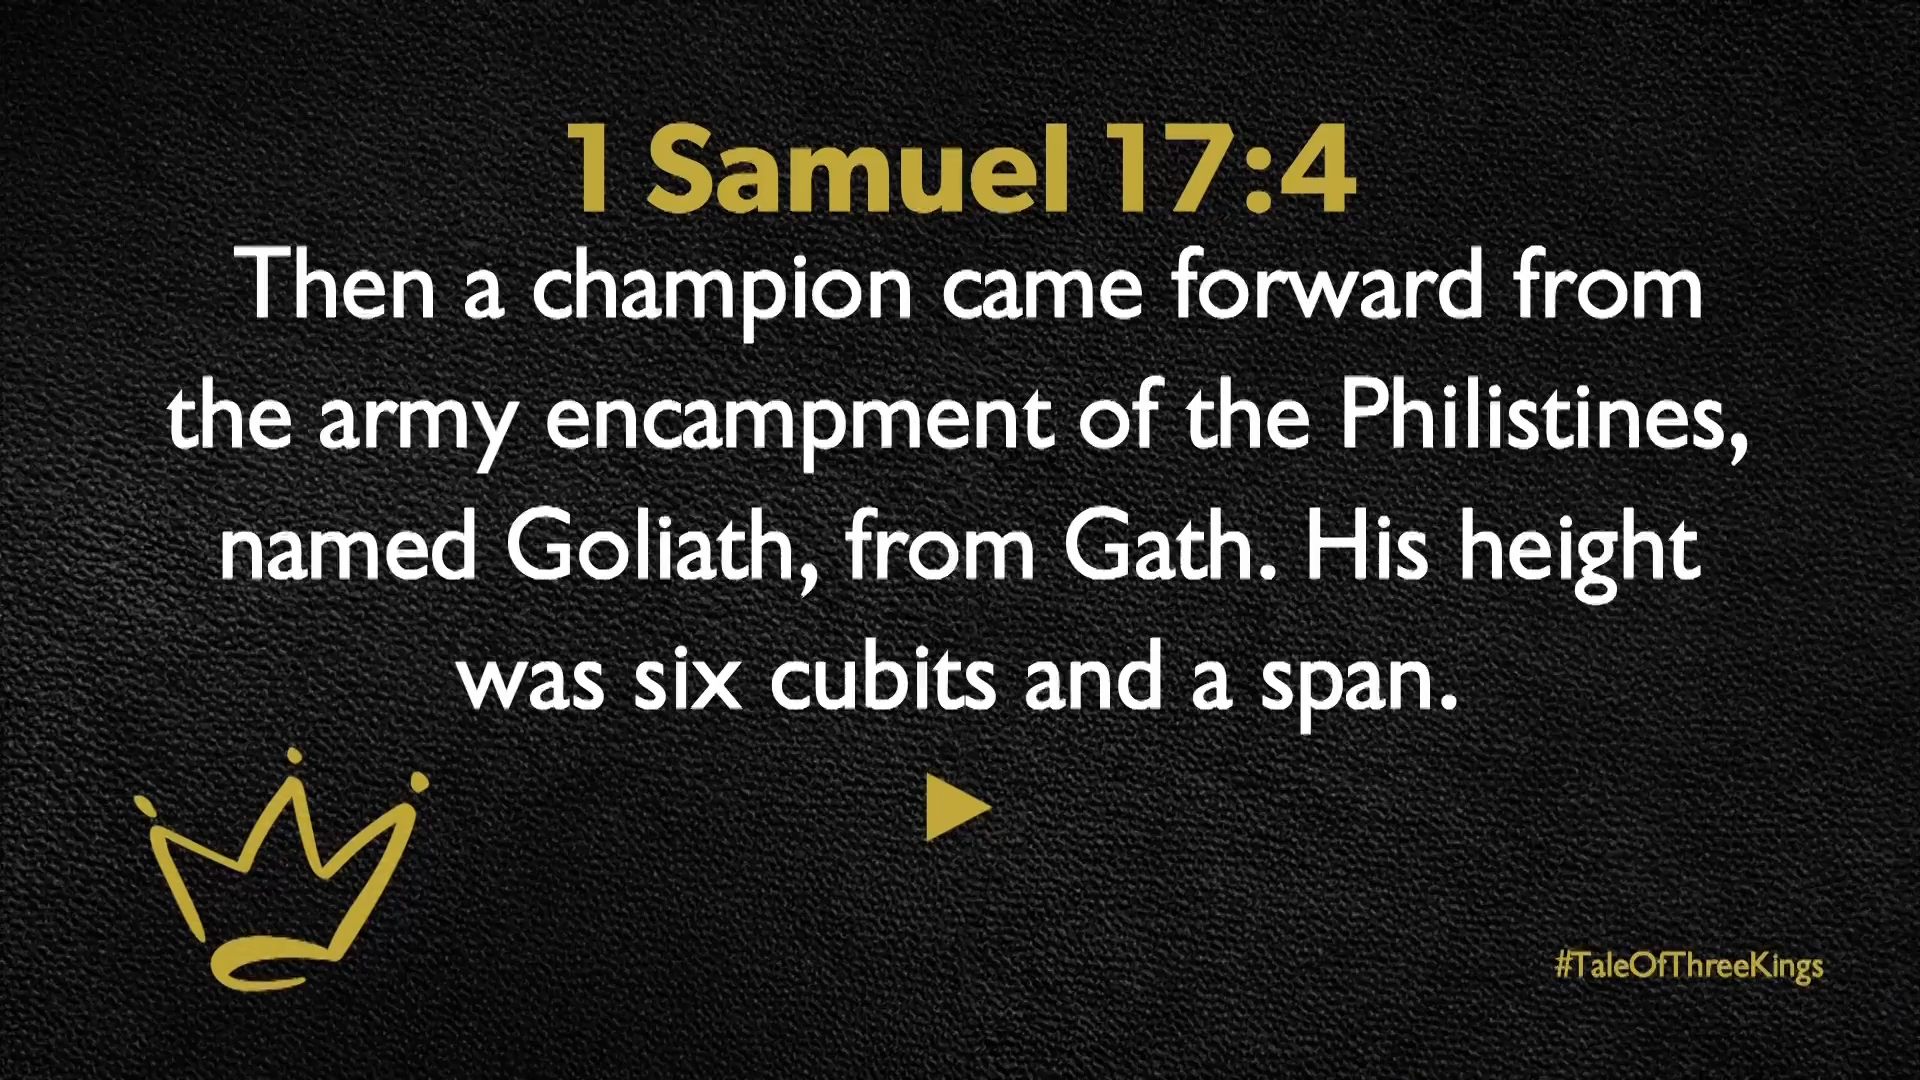 1 Samuel 17:4
Then a champion came forward from
the army encampment of the Philistines,
named Goliath, from Gath. His height
was six cubits and a span.
#TaleOfThreeKings